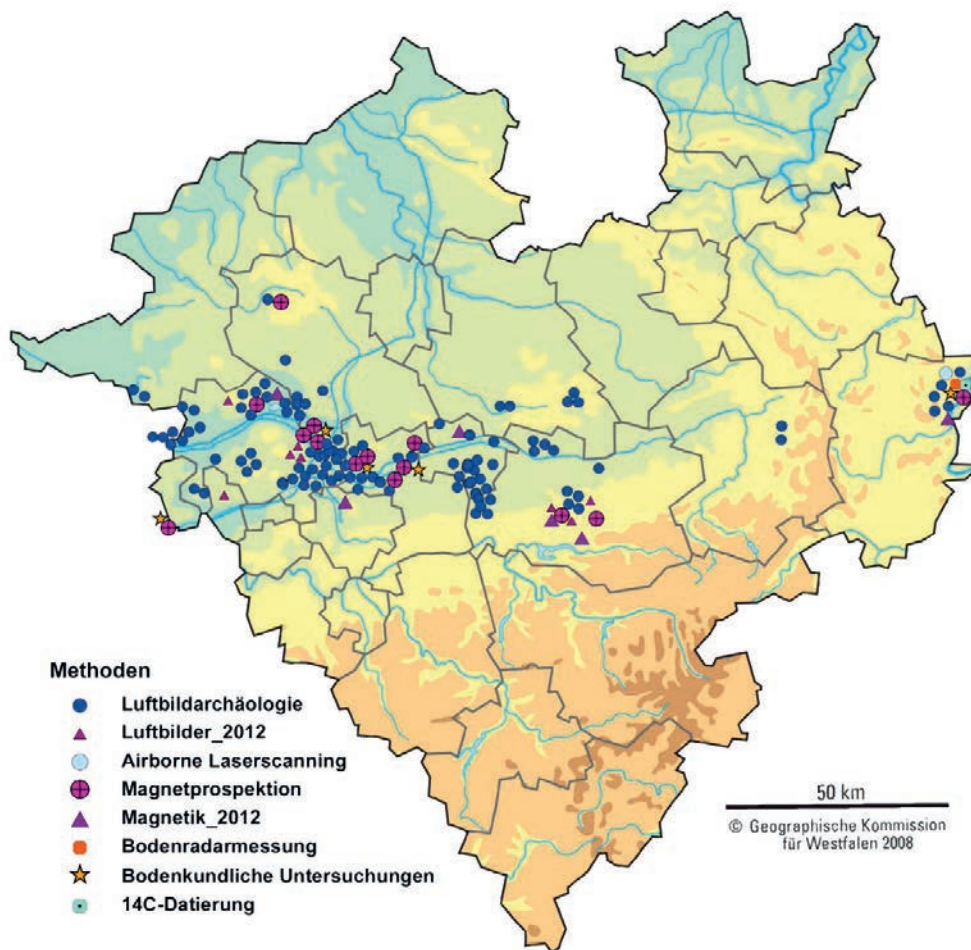 Methoden
Luftbildarchäologie
Luftbilder_2012
Airborne Laserscanning
Magnetprospektion
Magnetik_2012
Bodenradarmessung
Bodenkundliche Untersuchungen
14C-Datierung
50 km
© Geographische Kommission
für Westfalen 2008